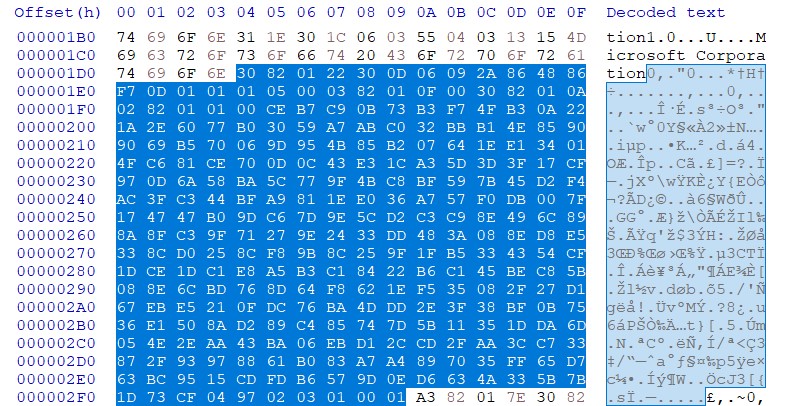 Offset(h) 00 01 02 03 04 05 06 07 08 09 0A 0B 0C 0D 0E 0F Decoded text
000001B0 74 69 6F 6E 31 1E 30 1C 06 03 55 04 03 13 15 4D tion1.0...U....M
000001C0 69 63 72 6F 73 6F 66 74 20 43 6F 72 70 6F 72 61 icrosoft Corpora
000001D0 74 69 6F 6E 30 82 01 22 30 0D 06 09 2A 86 48 86 tion0‚."0...*†H†
000001E0 F7 0D 01 01 01 05 00 03 82 01 0F 00 30 82 01 0A ÷.......‚...0‚..
000001F0 02 82 01 01 00 CE B7 C9 0B 73 B3 F7 4F B3 0A 22 .‚...Î·É.s³÷O³."
00000200 1A 2E 60 77 B0 30 59 A7 AB C0 32 BB B1 4E 85 90 ..`w°0Y§«À2»±N….
00000210 90 69 B5 70 06 9D 95 4B 85 B2 07 64 1E E1 34 01 .iµp..•K…².d.á4.
00000220 4F C6 81 CE 70 0D 0C 43 E3 1C A3 5D 3D 3F 17 CF OÆ.Îp..Cã.£]=?.Ï
00000230 97 0D 6A 58 BA 5C 77 9F 4B C8 BF 59 7B 45 D2 F4 —.jXº\wŸKÈ¿Y{EÒô
00000240 AC 3F C3 44 BF A9 81 1E E0 36 A7 57 F0 DB 00 7F ¬?ÃD¿©..à6§WðÛ..
00000250 17 47 47 B0 9D C6 7D 9E 5C D2 C3 C9 8E 49 6C 89 .GG°.Æ}ž\ÒÃÉŽIl‰
00000260 8A 8F C3 9F 71 27 9E 24 33 DD 48 3A 08 8E D8 E5 Š.ÃŸq'ž$3ÝH:.ŽØå
00000270 33 8C D0 25 8C F8 9B 8C 25 9F 1F B5 33 43 54 CF 3ŒÐ%Œø›Œ%Ÿ.µ3CTÏ
00000280 1D CE 1D C1 E8 A5 B3 C1 84 22 B6 C1 45 BE C8 5B .Î.Áè¥³Á„"¶ÁE¾È[
00000290 08 8E 6C BD 76 8B 64 F8 62 1E F5 35 08 2F 27 D1 .Žl½v‹døb.õ5./'Ñ
000002A0 67 EB E5 21 0F DC 76 BA 4D DD 2E 3F 38 BF 0B 75 gëå!.ÜvºMÝ.?8¿.u
000002B0 36 E1 50 8A D2 89 C4 85 74 7D 5B 11 35 1D DA 6D 6áPŠÒ‰Ä…t}[.5.Úm
000002C0 05 4E 2E AA 43 BA 06 EB D1 2C CD 2F AA 3C C7 33 .N.ªCº.ëÑ,Í/ª<Ç3
000002D0 87 2F 93 97 88 61 B0 83 A7 A4 89 70 35 FF 65 D7 ‡/“—ˆa°ƒ§¤‰p5ÿe×
000002E0 63 BC 95 15 CD FD B6 57 9D 0E D6 63 4A 33 5B 7B c¼•.Íý¶W..ÖcJ3[{
000002F0 1D 73 CF 04 97 02 03 01 00 01 A3 82 01 7E 30 82 .sÏ.—.....£‚.~0‚